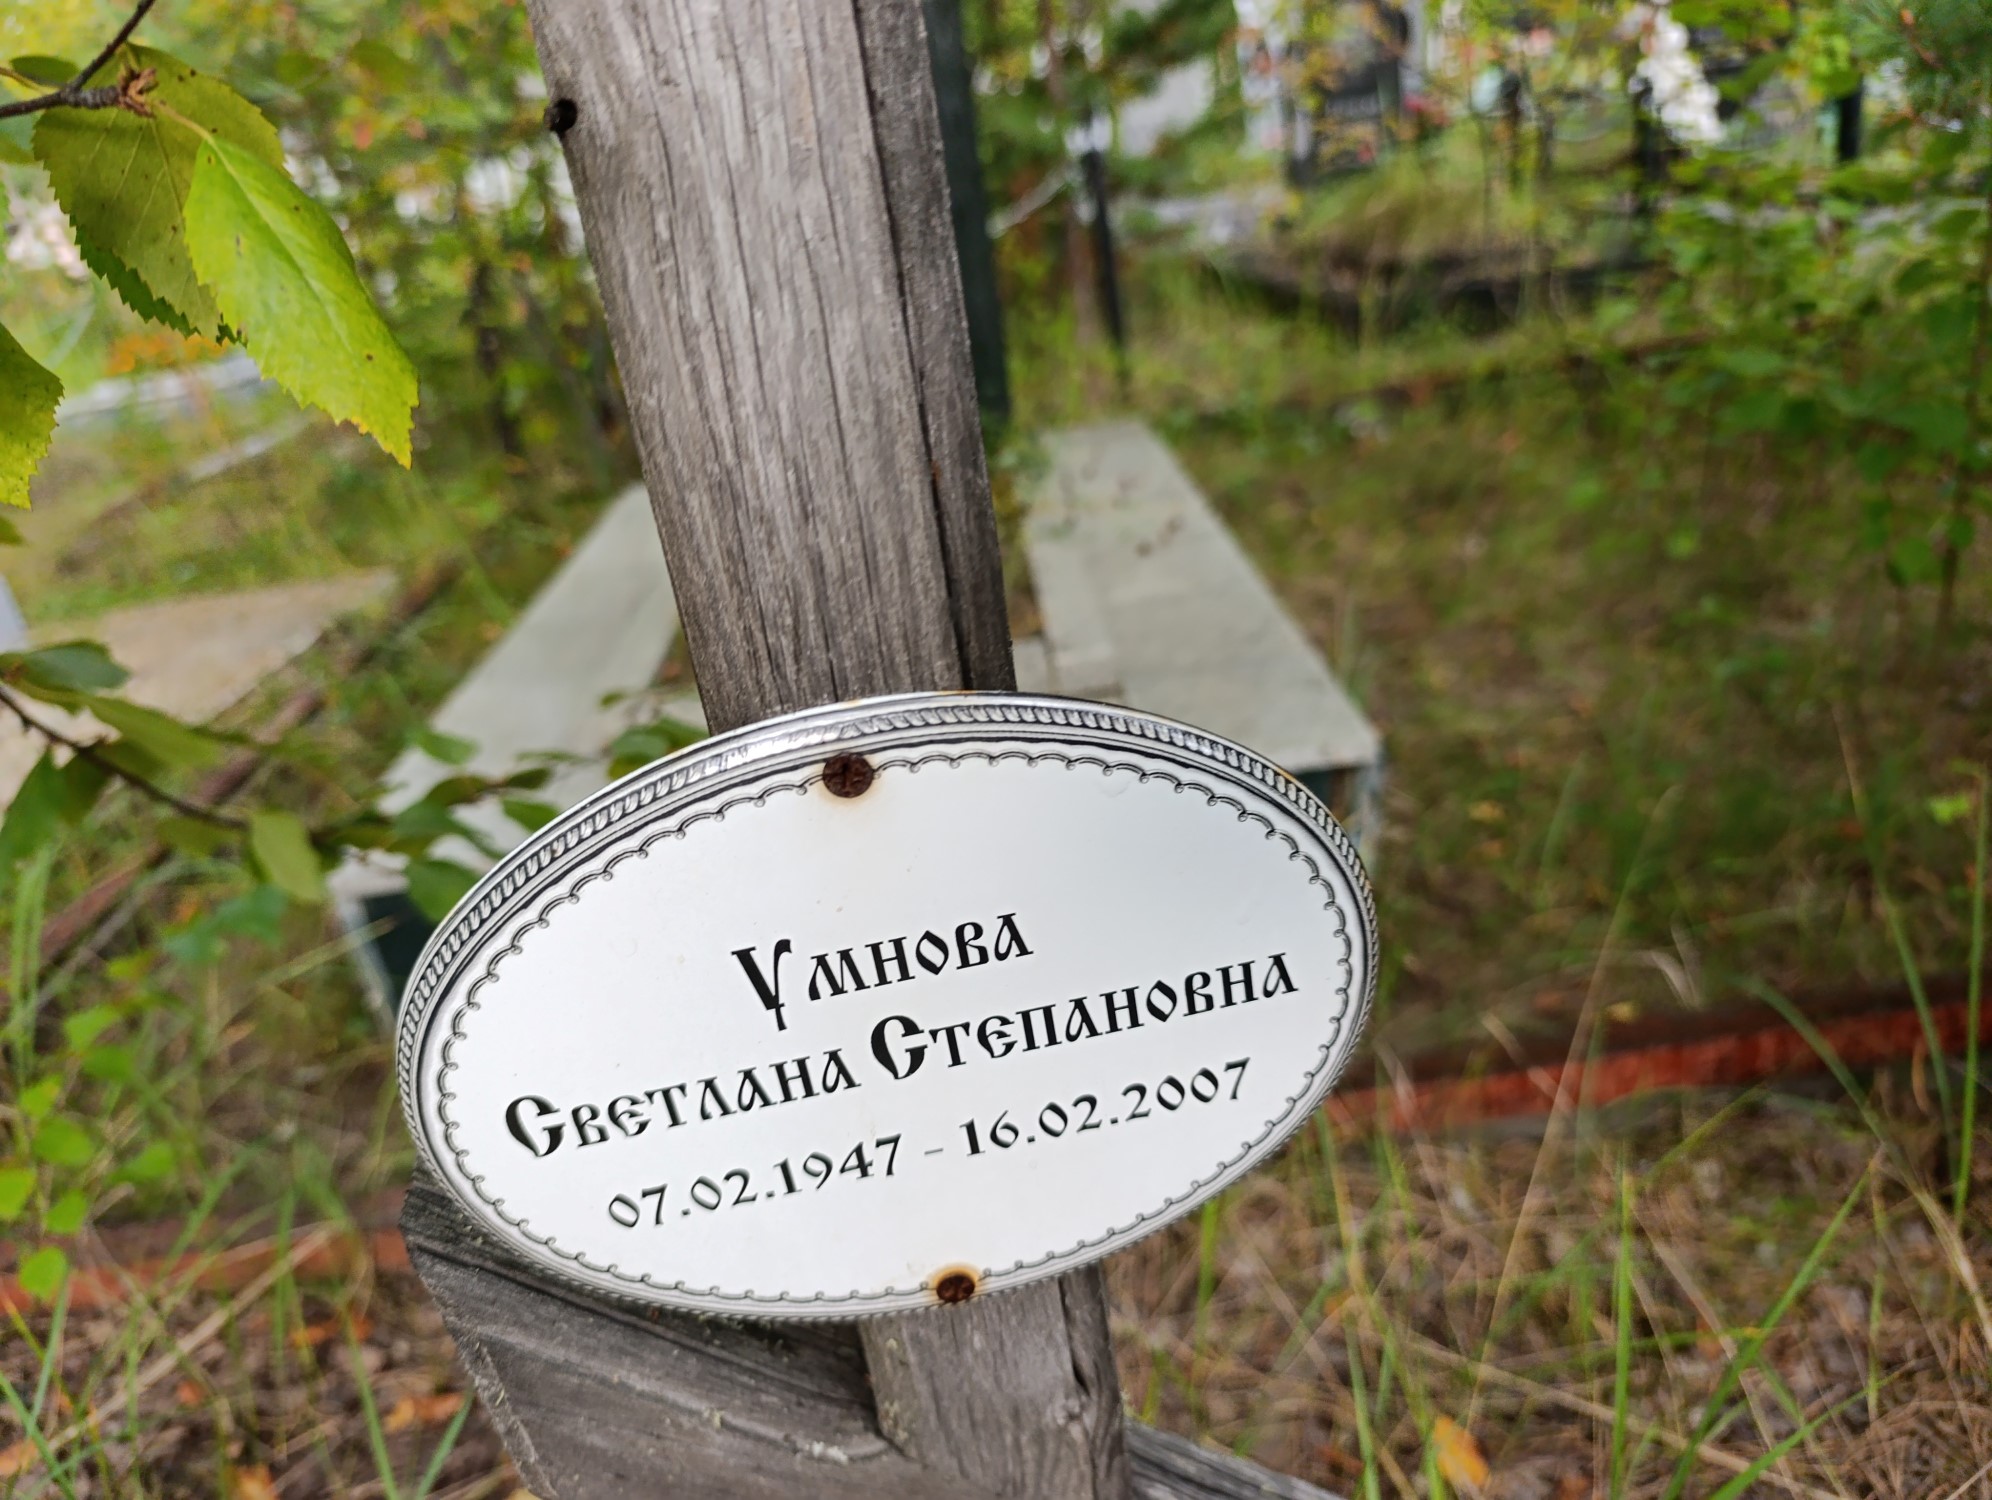 Умнова
Светлана Степановна
07.02.1947 - 16.02.2007